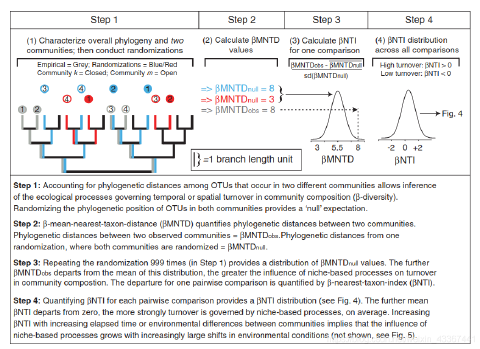 Step 1
Step 2
Step 3
Step 4
(1) Characterize overall phylogeny and two
communities; then conduct randomizations
Empirical = Grey; Randomizations = Blue/Red
Community k = Closed; Community m = Open
③ ④ ② ①
④ ① ③ ②
① ② ③ ④
=1 branch length unit
(2) Calculate βMNTD
values
=> βMNTDnull = 8
=> βMNTDnull = 3
=> βMNTDobs = 8
(3) Calculate βNTI
for one comparison
βMNTDobs - βMNTDnull
sd(βMNTDnull)
3 5.5 8
βMNTD
(4) βNTI distribution
across all comparisons
High turnover: βNTI > 0
Low turnover: βNTI < 0
Fig. 4
-2 0 +2
βNTI
Step 1: Accounting for phylogenetic distances among OTUs that occur in two different communities allows inference
of the ecological processes governing temporal or spatial turnover in community composition (β-diversity).
Randomizing the phylogenetic position of OTUs in both communities provides a 'null' expectation.
Step 2: β-mean-nearest-taxon-distance (βMNTD) quantifies phylogenetic distances between two communities.
Phylogenetic distances between two observed communities = βMNTDobs.Phylogenetic distances from one
randomization, where both communities are randomized = βMNTDnull.
Step 3: Repeating the randomization 999 times (in Step 1) provides a distribution of βMNTDnull values. The further
βMNTDobs departs from the mean of this distribution, the greater the influence of niche-based processes on turnover
in community compostion. The departure for one pairwise comparison is quantified by β-nearest-taxon-index (βNTI).
Step 4: Quantifying βNTI for each pairwise comparison provides a βNTI distribution (see Fig. 4). The further mean
βNTI departs from zero, the more strongly turnover is governed by niche-based processes, on average. Increasing
βNTI with increasing elapsed time or environmental differences between communities implies that the influence of
niche-based processes grows with increasingly large shifts in environmental conditions (not shown, see Fig. 5).